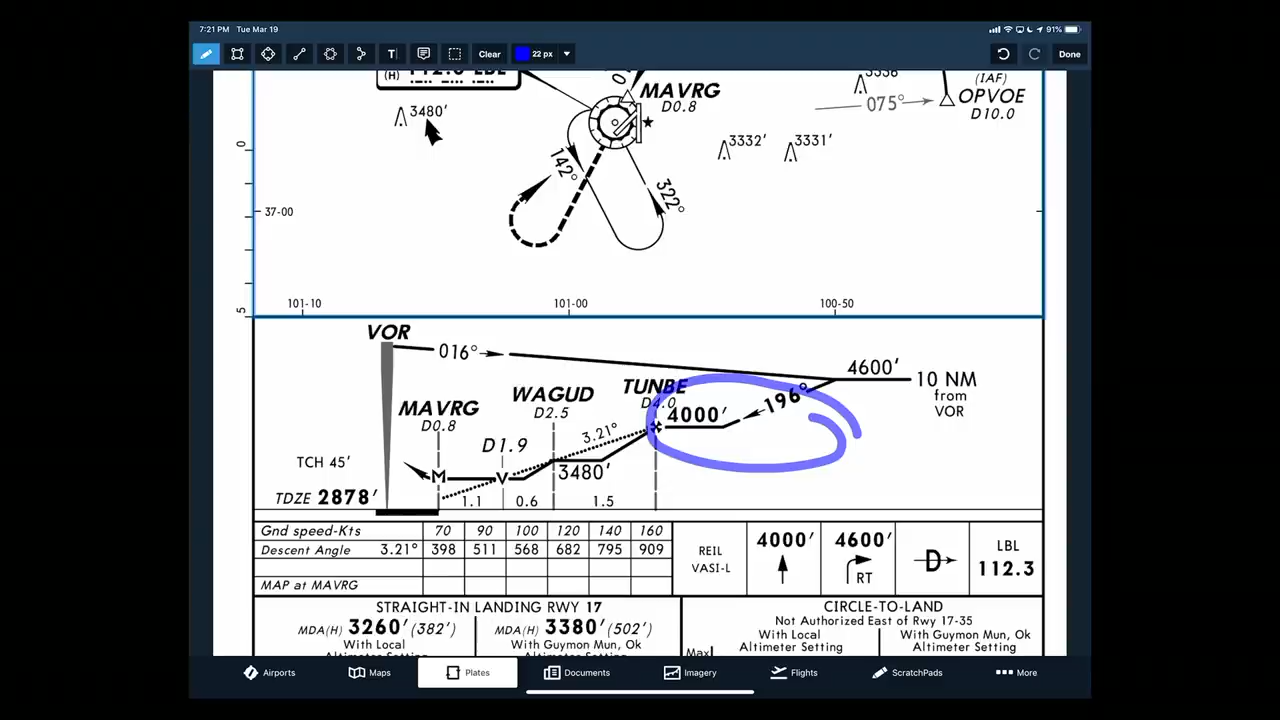 7:21 PM Tue Mar 19 91%
T Clear 22 px Done
(H)
MAVRG
D0.8
(IAF)
OPVOE
D10.0
075°
3480'
3332'
3331'
142°
322°
0
37-00
5
101-10 101-00 100-50
VOR
016°
4600'
10 NM
from
VOR
TUNBE
D4.0
196°
4000'
WAGUD
D2.5
MAVRG
D0.8
D1.9
3.21°
3480'
TCH 45'
M V
TDZE 2878'
1.1 0.6 1.5
Gnd speed-Kts 70 90 100 120 140 160
Descent Angle 3.21° 398 511 568 682 795 909
MAP at MAVRG
REIL
VASI-L
4000'
4600'
RT
D
LBL
112.3
STRAIGHT-IN LANDING RWY 17
MDA(H) 3260' (382') MDA(H) 3380' (502')
With Local With Guymon Mun, Ok
CIRCLE-TO-LAND
Not Authorized East of Rwy 17-35
With Local With Guymon Mun, Ok
Altimeter Setting Altimeter Setting
Airports Maps Plates Documents Imagery Flights ScratchPads More